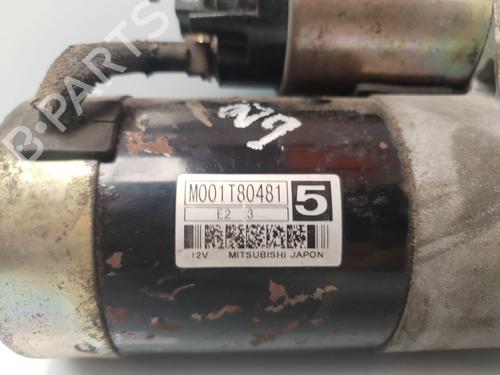 B-PARTS
M001T80481 5
E2 3
12V MITSUBISHI JAPON